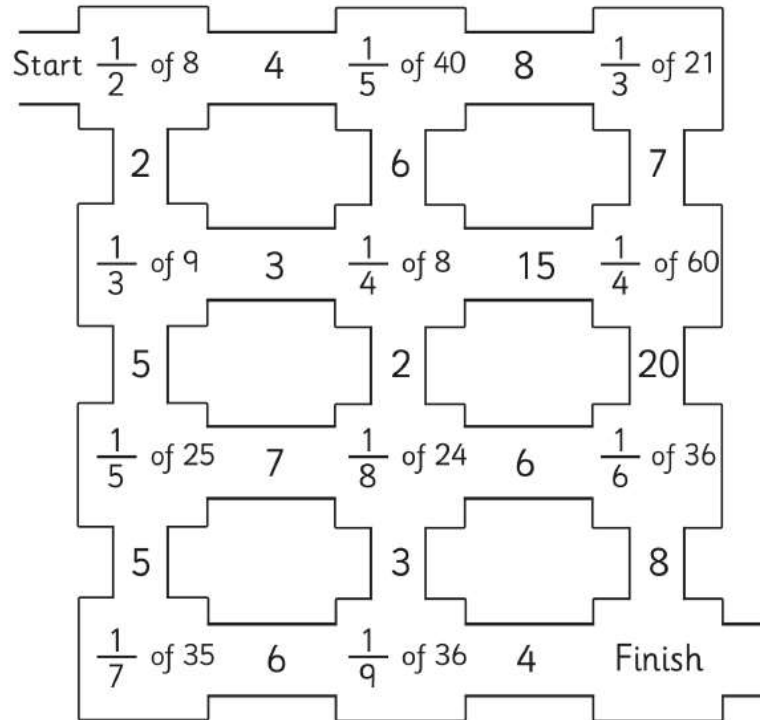 Start 1/2 of 8 4 1/5 of 40 8 1/3 of 21
2 6 7
1/3 of 9 3 1/4 of 8 15 1/4 of 60
5 2 20
1/5 of 25 7 1/8 of 24 6 1/6 of 36
5 3 8
1/7 of 35 6 1/9 of 36 4 Finish